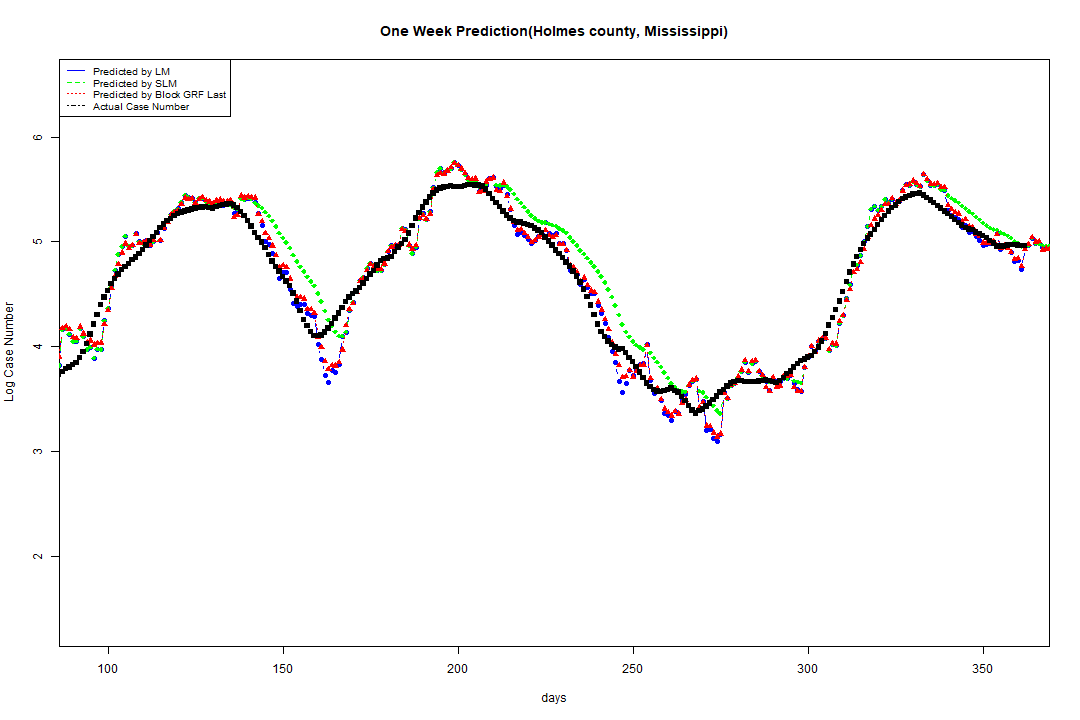 One Week Prediction(Holmes county, Mississippi)
Predicted by LM
Predicted by SLM
Predicted by Block GRF Last
Actual Case Number
6
5
4
3
2
Log Case Number
100 150 200 250 300 350
days